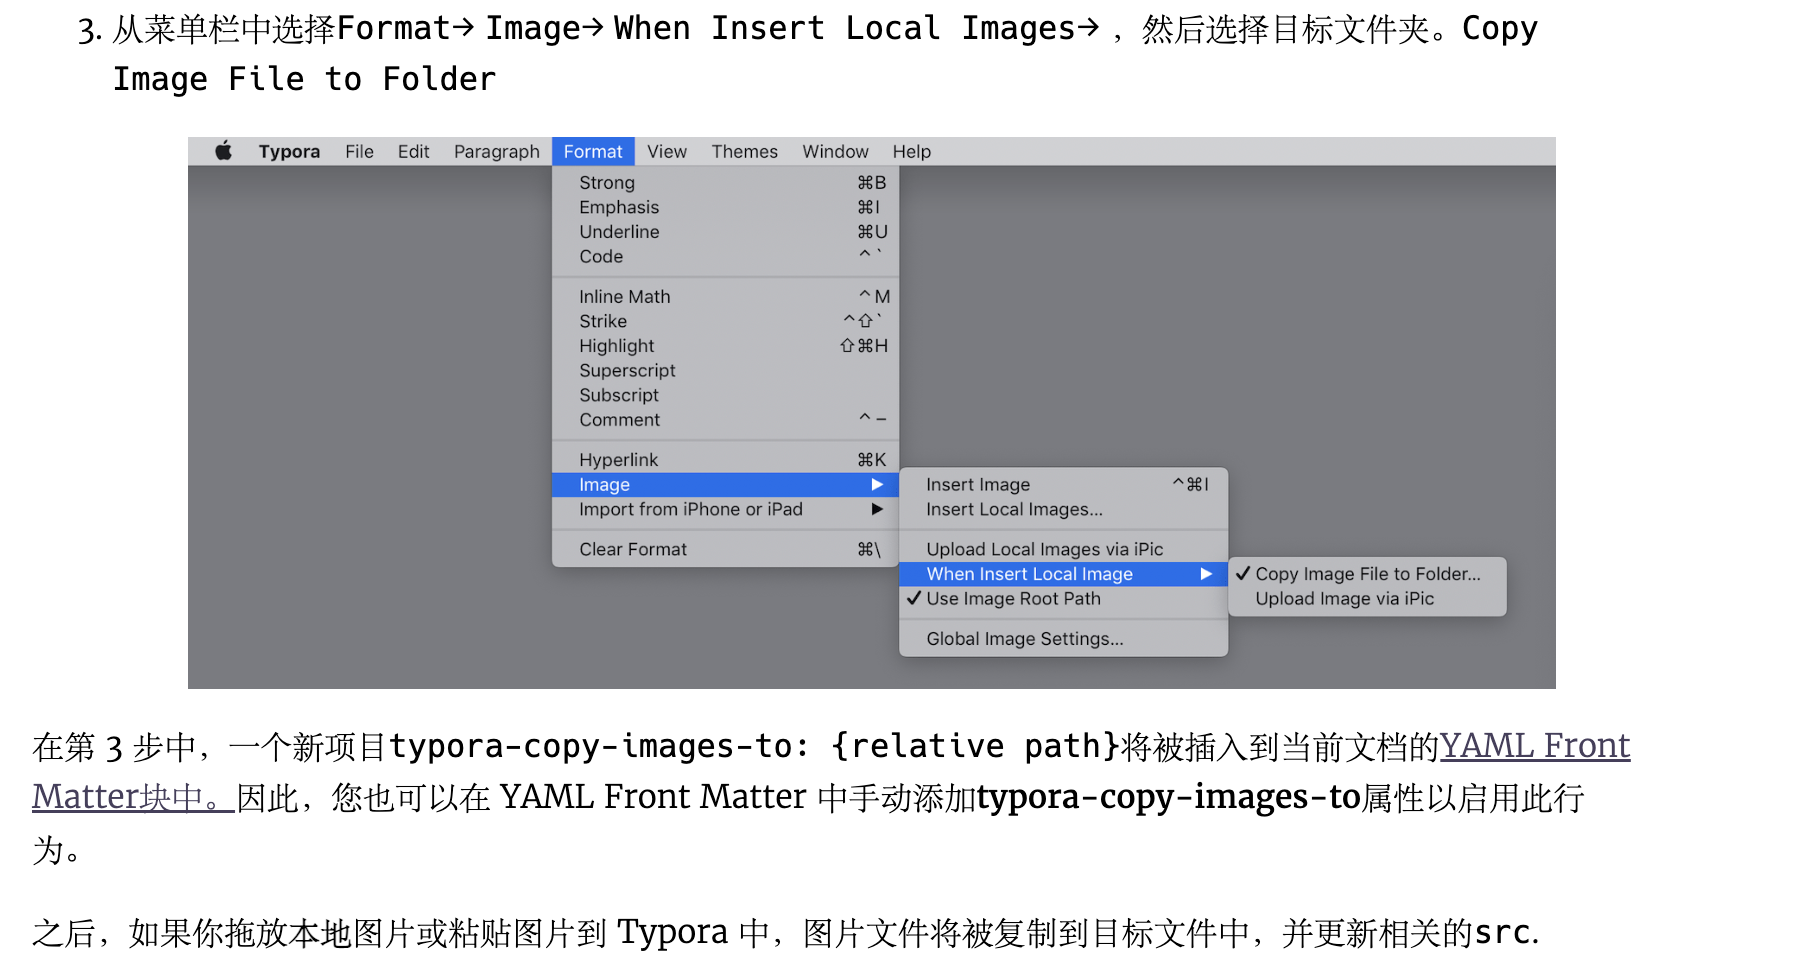 3. 从菜单栏中选择Format→ Image→ When Insert Local Images→ ，然后选择目标文件夹。Copy
Image File to Folder
Typora File Edit Paragraph Format View Themes Window Help
Strong ⌘B
Emphasis ⌘I
Underline ⌘U
Code ^ `
Inline Math ^ M
Strike ^⇧`
Highlight ⇧⌘H
Superscript
Subscript
Comment ^ –
Hyperlink ⌘K
Image ▶
Import from iPhone or iPad ▶
Clear Format ⌘\
Insert Image ^⌘I
Insert Local Images...
Upload Local Images via iPic
When Insert Local Image ▶
✓ Use Image Root Path
Global Image Settings...
✓ Copy Image File to Folder...
Upload Image via iPic
在第 3 步中，一个新项目typora-copy-images-to: {relative path}将被插入到当前文档的YAML Front
Matter块中。因此，您也可以在 YAML Front Matter 中手动添加typora-copy-images-to属性以启用此行
为。
之后，如果你拖放本地图片或粘贴图片到 Typora 中，图片文件将被复制到目标文件中，并更新相关的src.